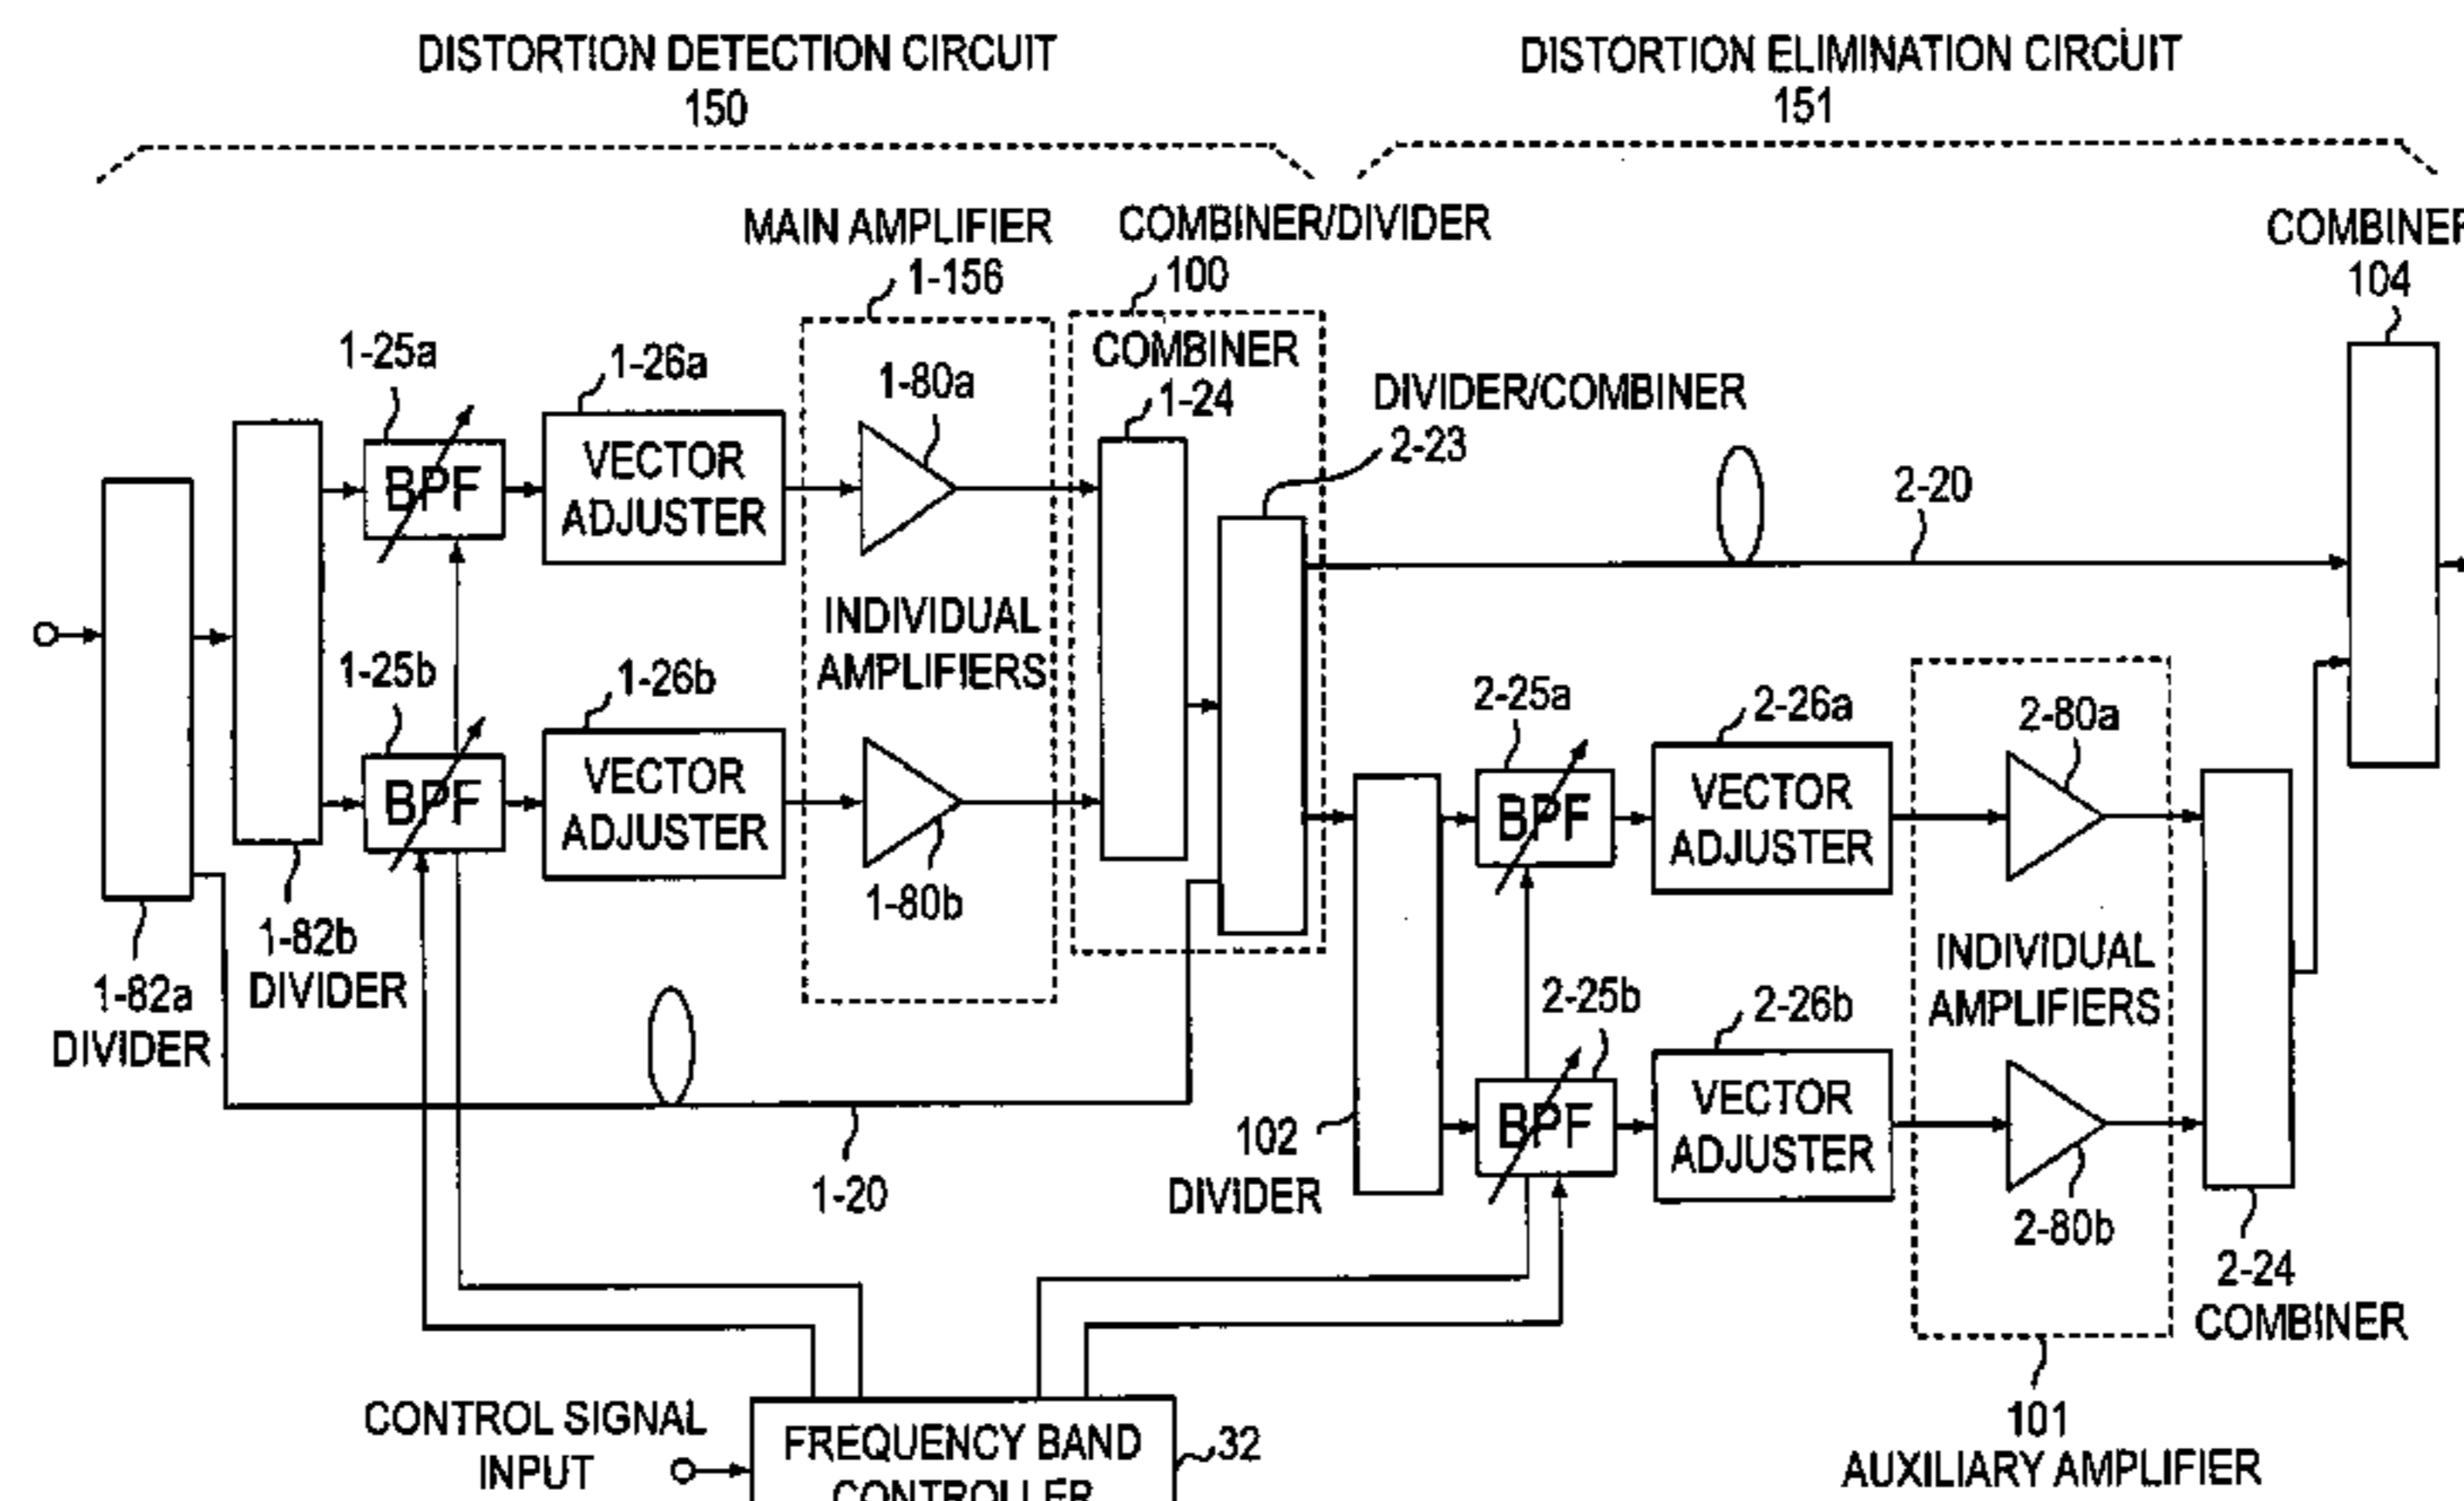 DISTORTION DETECTION CIRCUIT
150
DISTORTION ELIMINATION CIRCUIT
151
MAIN AMPLIFIER
1-156
COMBINER/DIVIDER
100
COMBINER
104
1-25a
1-26a
1-80a
COMBINER
1-24
DIVIDER/COMBINER
2-23
2-20
BPF
VECTOR
ADJUSTER
INDIVIDUAL
AMPLIFIERS
1-25b
1-26b
BPF
VECTOR
ADJUSTER
1-80b
2-25a
2-26a
2-80a
BPF
VECTOR
ADJUSTER
1-82b
DIVIDER
1-82a
DIVIDER
INDIVIDUAL
AMPLIFIERS
2-25b
2-26b
BPF
VECTOR
ADJUSTER
102
DIVIDER
1-20
2-80b
2-24
COMBINER
CONTROL SIGNAL
INPUT
FREQUENCY BAND
CONTROLLER
32
101
AUXILIARY AMPLIFIER